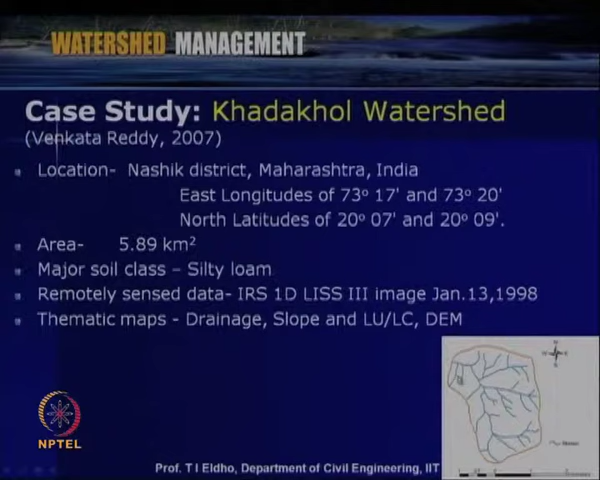 WATERSHED MANAGEMENT
Case Study: Khadakhol Watershed
(Venkata Reddy, 2007)
Location- Nashik district, Maharashtra, India
East Longitudes of 73° 17' and 73° 20'
North Latitudes of 20° 07' and 20° 09'.
Area- 5.89 km²
Major soil class – Silty loam
Remotely sensed data- IRS 1D LISS III image Jan.13,1998
Thematic maps - Drainage, Slope and LU/LC, DEM
NPTEL
Prof. T I Eldho, Department of Civil Engineering, IIT